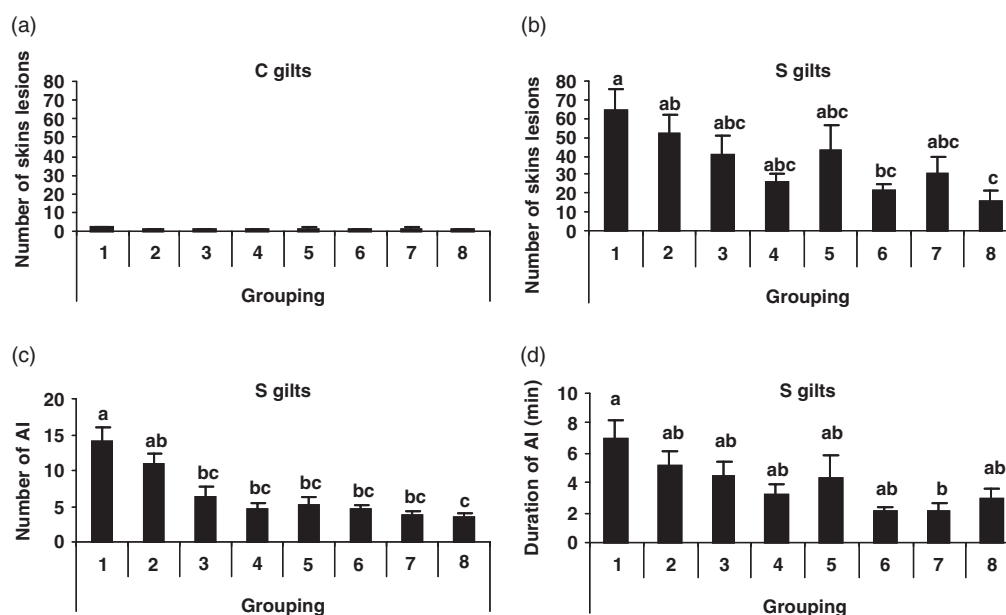 (a)
C gilts
Number of skins lesions
80
70
60
50
40
30
20
10
0
1 2 3 4 5 6 7 8
Grouping
(b)
S gilts
Number of skins lesions
80
70
60
50
40
30
20
10
0
a ab abc abc abc bc abc c
1 2 3 4 5 6 7 8
Grouping
(c)
S gilts
Number of AI
20
15
10
5
0
a ab bc bc bc bc bc c
1 2 3 4 5 6 7 8
Grouping
(d)
S gilts
Duration of AI (min)
10
8
6
4
2
0
a ab ab ab ab ab b ab
1 2 3 4 5 6 7 8
Grouping